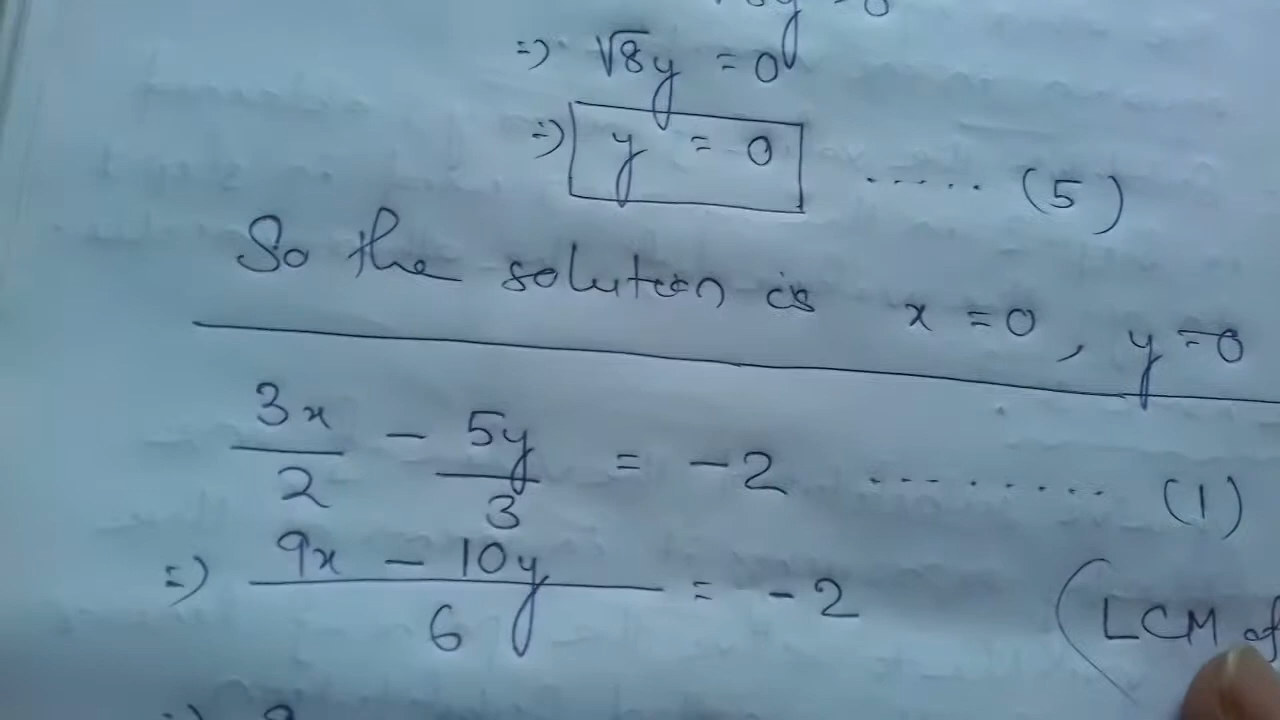 => √8y = 0
=> y = 0 ..... (5)
So the solution is x = 0, y = 0
3x/2 - 5y/3 = -2 ......... (1)
=> (9x - 10y)/6 = -2 (LCM of